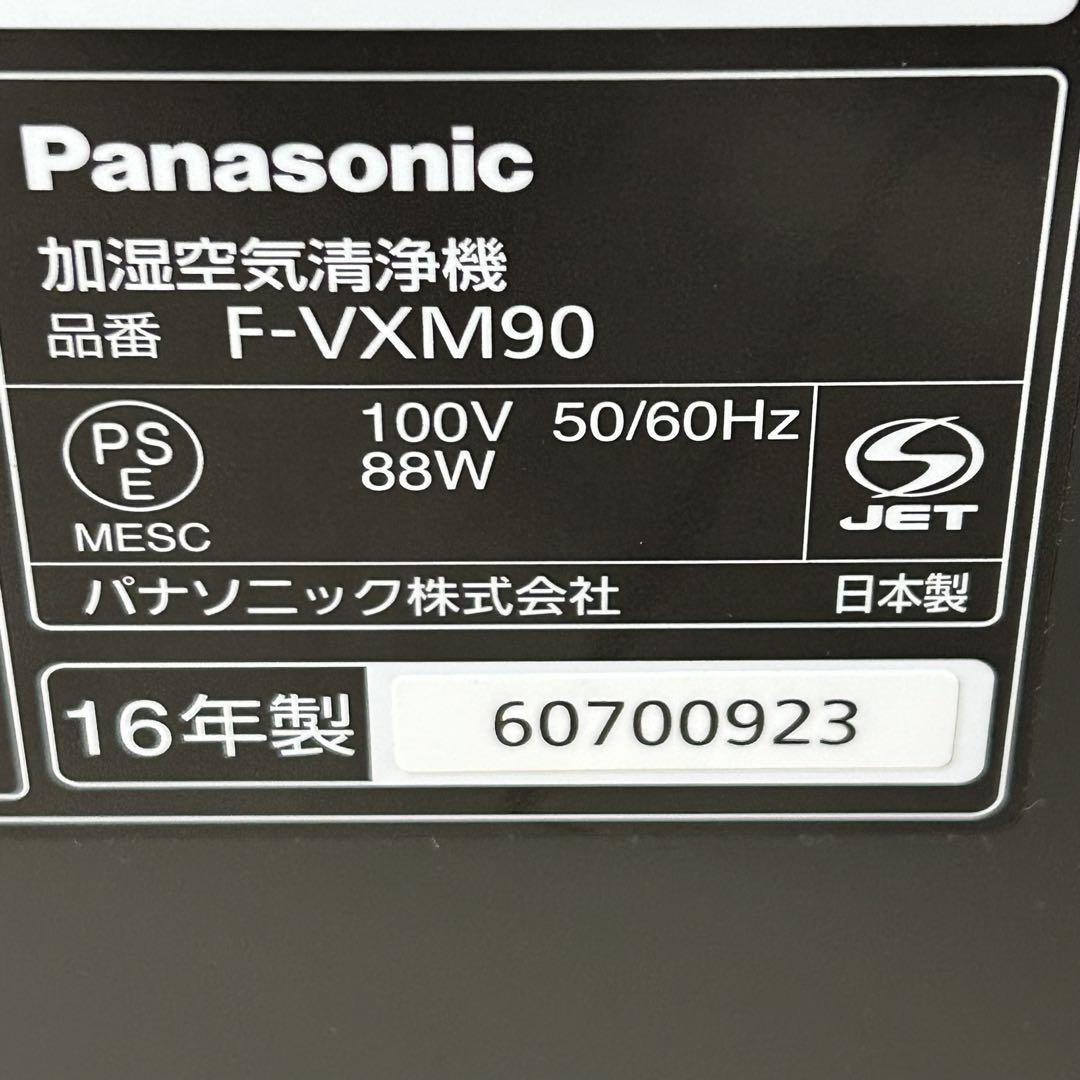 Panasonic
加湿空気清浄機
品番 F-VXM90
PS
E
MESC
100V 50/60Hz
88W
JET
パナソニック株式会社 日本製
16年製 60700923